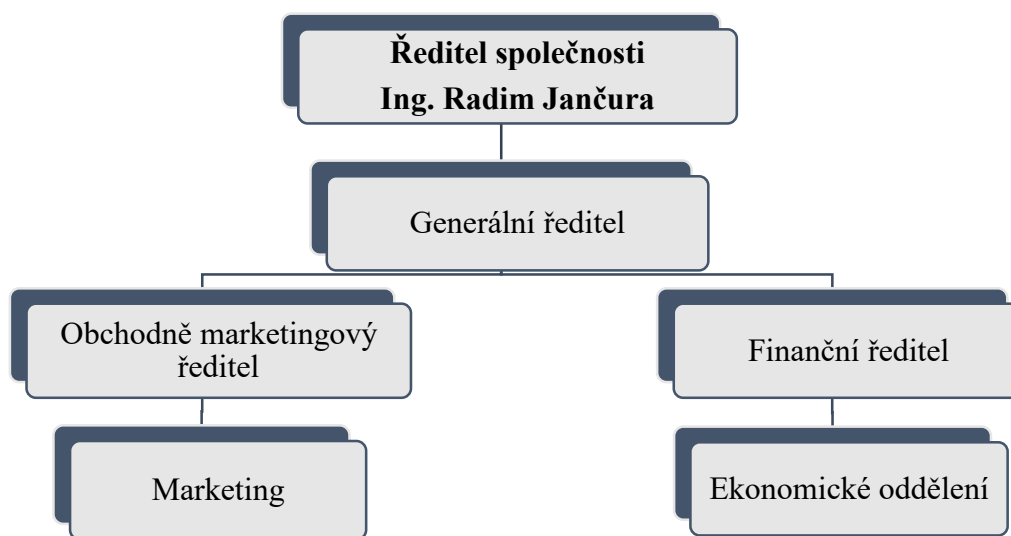 Ředitel společnosti
Ing. Radim Jančura
Generální ředitel
Obchodně marketingový
ředitel
Finanční ředitel
Marketing
Ekonomické oddělení